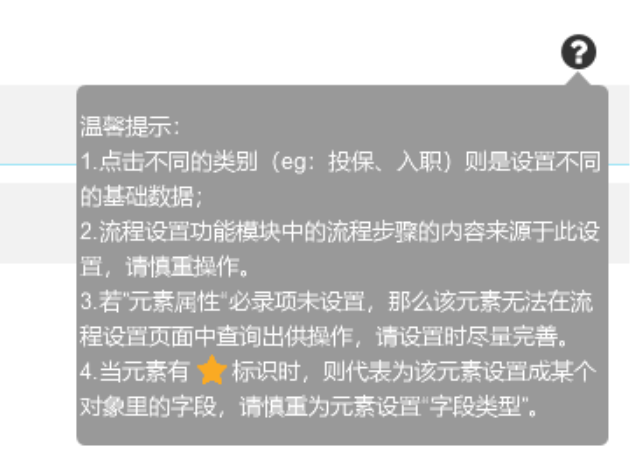 温馨提示：
1.点击不同的类别（eg：投保、入职）则是设置不同
的基础数据；
2.流程设置功能模块中的流程步骤的内容来源于此设
置，请慎重操作。
3.若“元素属性“必录项未设置，那么该元素无法在流
程设置页面中查询出供操作，请设置时尽量完善。
4.当元素有 标识时，则代表为该元素设置成某个
对象里的字段，请慎重为元素设置“字段类型”。